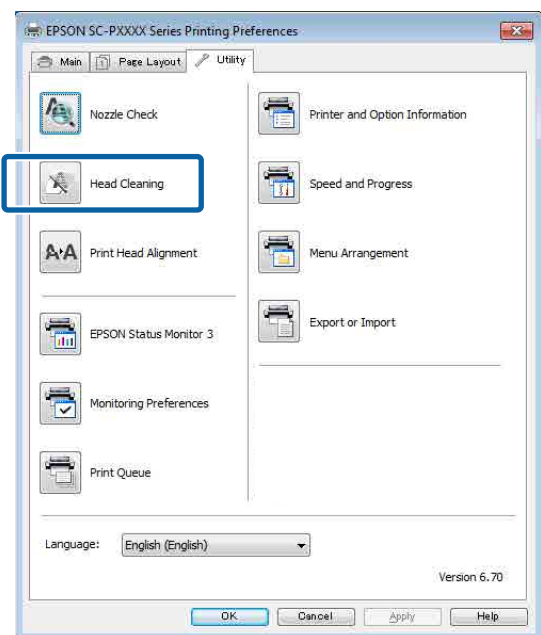 EPSON SC-PXXXX Series Printing Preferences
Main
Page Layout
Utility
Nozzle Check
Printer and Option Information
Head Cleaning
Speed and Progress
A
A
Print Head Alignment
Menu Arrangement
EPSON Status Monitor 3
Export or Import
Monitoring Preferences
Print Queue
Language:
English (English)
Version 6.70
OK
Cancel
Apply
Help